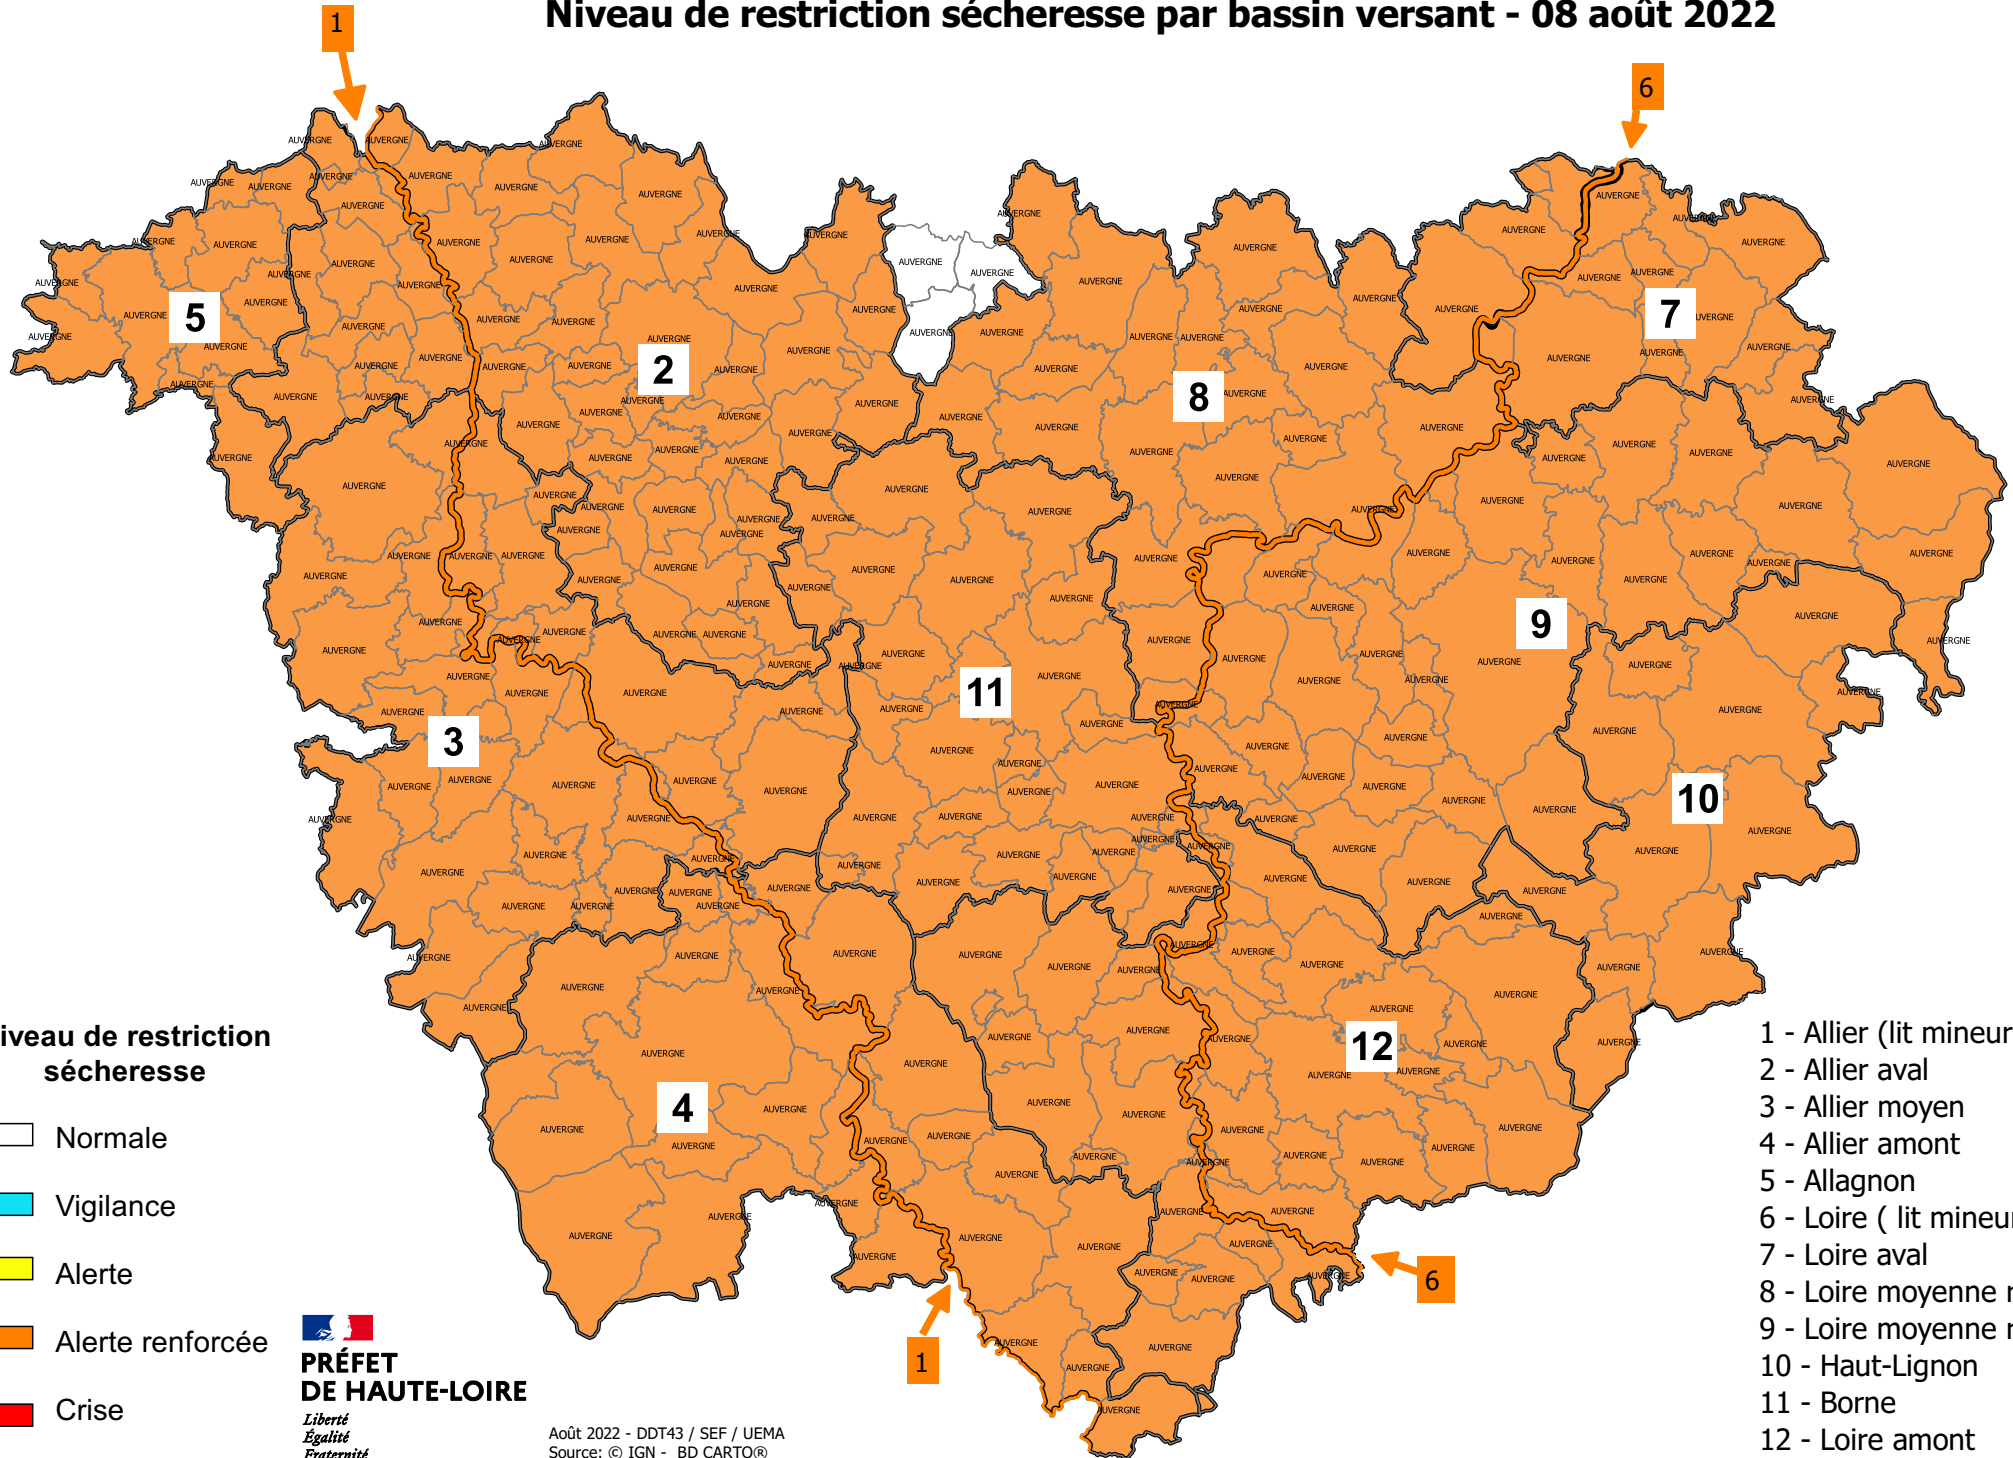 Niveau de restriction sécheresse par bassin versant - 08 août 2022
1
6
5
2
7
8
9
11
3
10
12
4
6
1
iveau de restriction
sécheresse
Normale
Vigilance
Alerte
Alerte renforcée
Crise
PRÉFET
DE HAUTE-LOIRE
Liberté
Égalité
Fraternité
Août 2022 - DDT43 / SEF / UEMA
Source: © IGN - BD CARTO®
1 - Allier (lit mineur
2 - Allier aval
3 - Allier moyen
4 - Allier amont
5 - Allagnon
6 - Loire ( lit mineur
7 - Loire aval
8 - Loire moyenne
9 - Loire moyenne
10 - Haut-Lignon
11 - Borne
12 - Loire amont
AUVERGNE